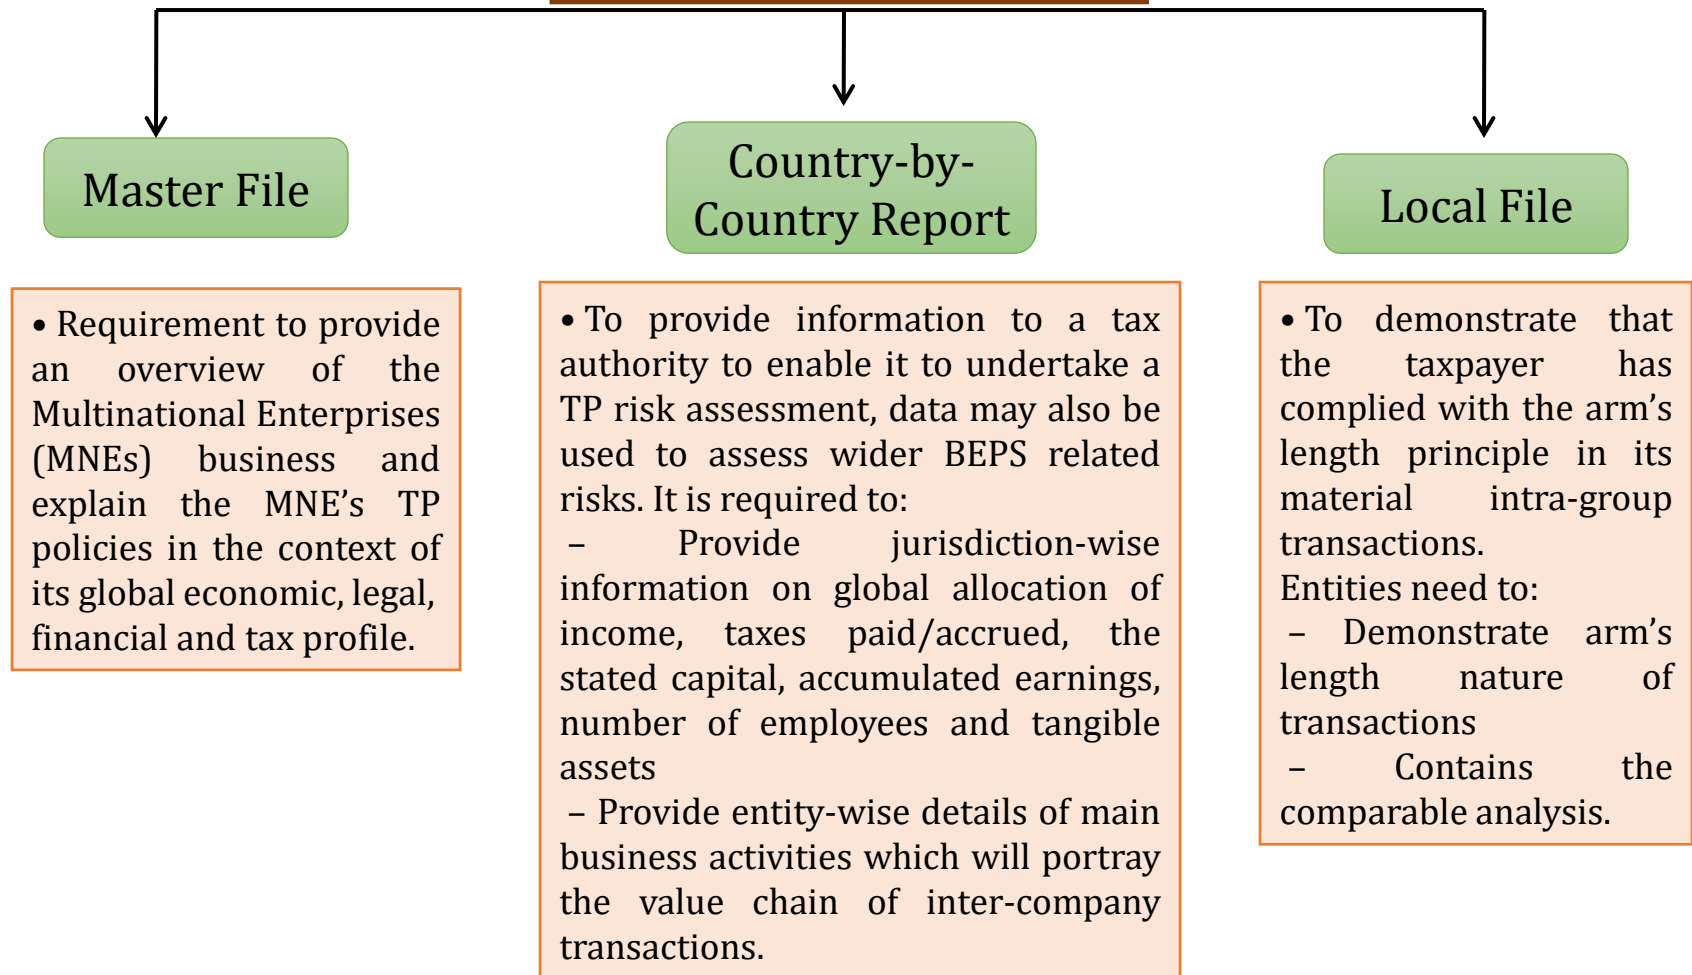 Master File
Country-by-
Country Report
Local File
• Requirement to provide
an overview of the
Multinational Enterprises
(MNEs) business and
explain the MNE’s TP
policies in the context of
its global economic, legal,
financial and tax profile.
• To provide information to a tax
authority to enable it to undertake a
TP risk assessment, data may also be
used to assess wider BEPS related
risks. It is required to:
– Provide jurisdiction-wise
information on global allocation of
income, taxes paid/accrued, the
stated capital, accumulated earnings,
number of employees and tangible
assets
– Provide entity-wise details of main
business activities which will portray
the value chain of inter-company
transactions.
• To demonstrate that
the taxpayer has
complied with the arm’s
length principle in its
material intra-group
transactions.
Entities need to:
– Demonstrate arm’s
length nature of
transactions
– Contains the
comparable analysis.